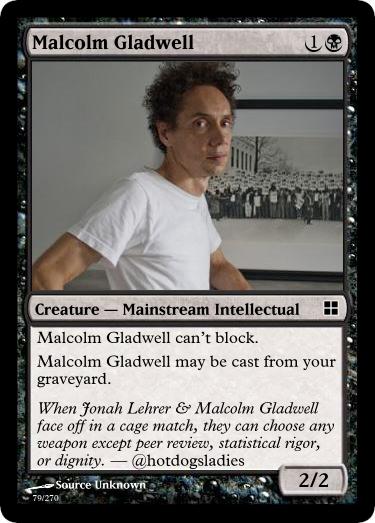 Malcolm Gladwell 1
Creature — Mainstream Intellectual
Malcolm Gladwell can't block.
Malcolm Gladwell may be cast from your
graveyard.
When Jonah Lehrer & Malcolm Gladwell
face off in a cage match, they can choose any
weapon except peer review, statistical rigor,
or dignity. — @hotdogsladies
2/2
Source Unknown
79/270